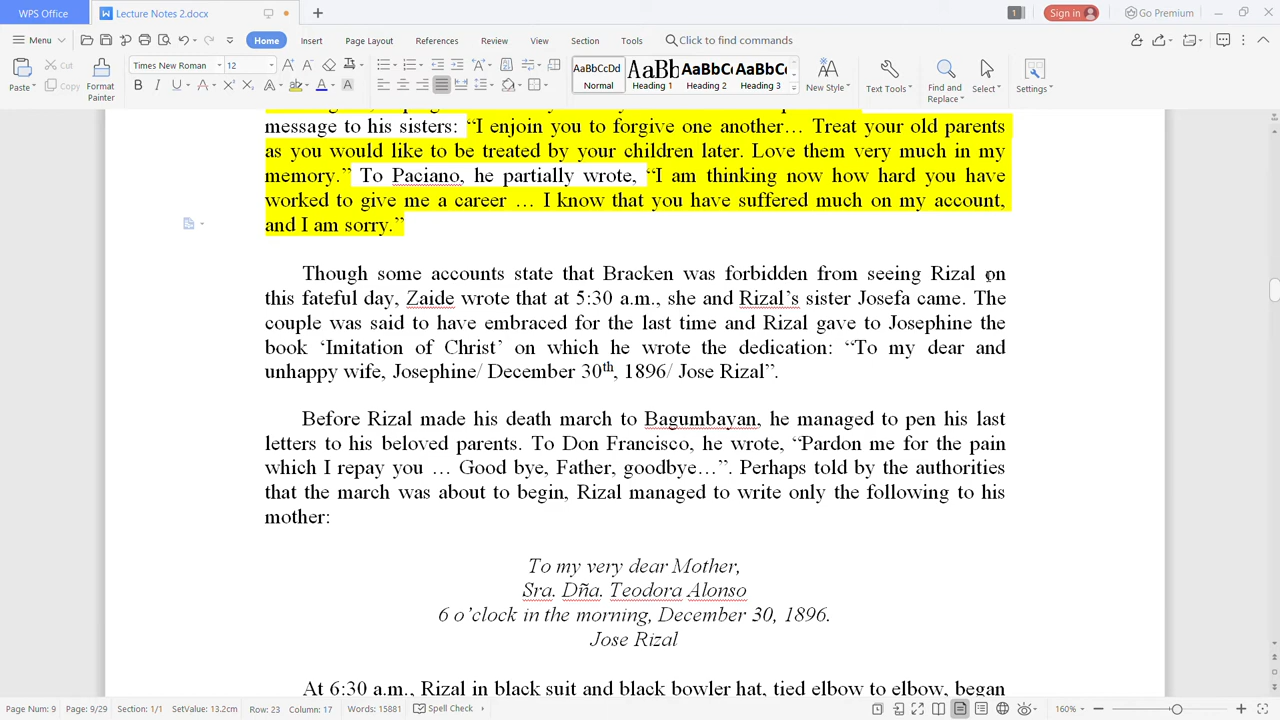 WPS Office
Lecture Notes 2.docx
1
Sign in
Go Premium
Menu
Home
Insert
Page Layout
References
Review
View
Section
Tools
Click to find commands
Paste
Cut
Copy
Format
Painter
Times New Roman
12
AaBbCcDd
Normal
AaBb
Heading 1
AaBbC
Heading 2
AaBbC
Heading 3
New Style
Text Tools
Find and
Replace
Select
Settings
message to his sisters: “I enjoin you to forgive one another… Treat your old parents
as you would like to be treated by your children later. Love them very much in my
memory.” To Paciano, he partially wrote, “I am thinking now how hard you have
worked to give me a career … I know that you have suffered much on my account,
and I am sorry.”
Though some accounts state that Bracken was forbidden from seeing Rizal on
this fateful day, Zaide wrote that at 5:30 a.m., she and Rizal’s sister Josefa came. The
couple was said to have embraced for the last time and Rizal gave to Josephine the
book ‘Imitation of Christ’ on which he wrote the dedication: “To my dear and
unhappy wife, Josephine/ December 30th, 1896/ Jose Rizal”.
Before Rizal made his death march to Bagumbayan, he managed to pen his last
letters to his beloved parents. To Don Francisco, he wrote, “Pardon me for the pain
which I repay you … Good bye, Father, goodbye…”. Perhaps told by the authorities
that the march was about to begin, Rizal managed to write only the following to his
mother:
To my very dear Mother,
Sra. Dña. Teodora Alonso
6 o’clock in the morning, December 30, 1896.
Jose Rizal
At 6:30 a.m., Rizal in black suit and black bowler hat, tied elbow to elbow, began
Page Num: 9
Page: 9/29
Section: 1/1
SetValue: 13.2cm
Row: 23
Column: 17
Words: 15881
Spell Check
160%